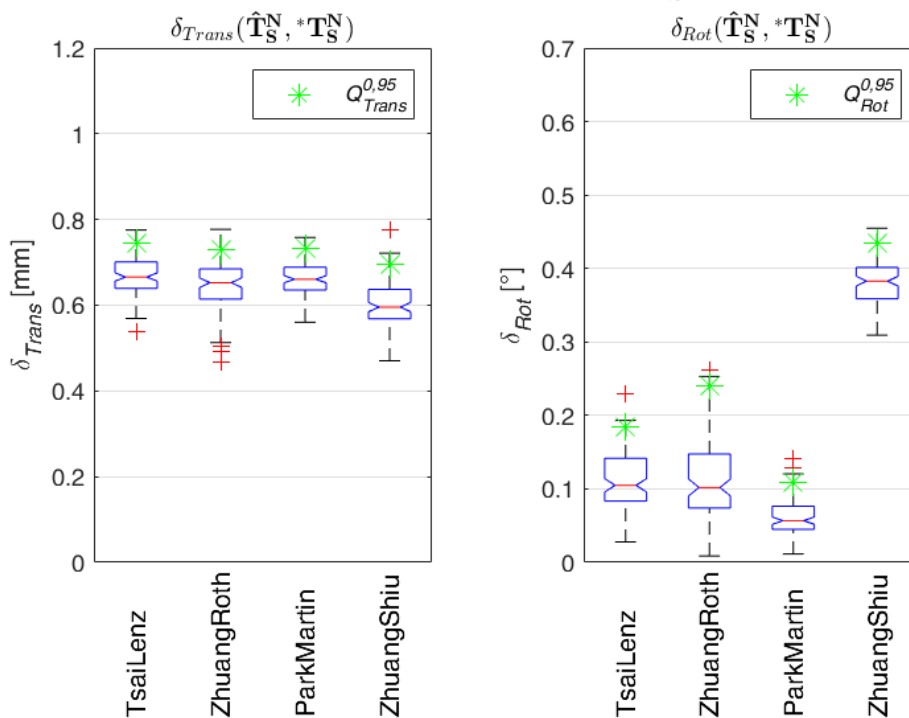 δ_Trans(T̂_S^N, *T_S^N)
1.2
1
0.8
0.6
0.4
0.2
0
δ_Trans [mm]
Q_Trans^0,95
TsaiLenz
ZhuangRoth
ParkMartin
ZhuangShiu
δ_Rot(T̂_S^N, *T_S^N)
0.7
0.6
0.5
0.4
0.3
0.2
0.1
0
δ_Rot [°]
Q_Rot^0,95
TsaiLenz
ZhuangRoth
ParkMartin
ZhuangShiu